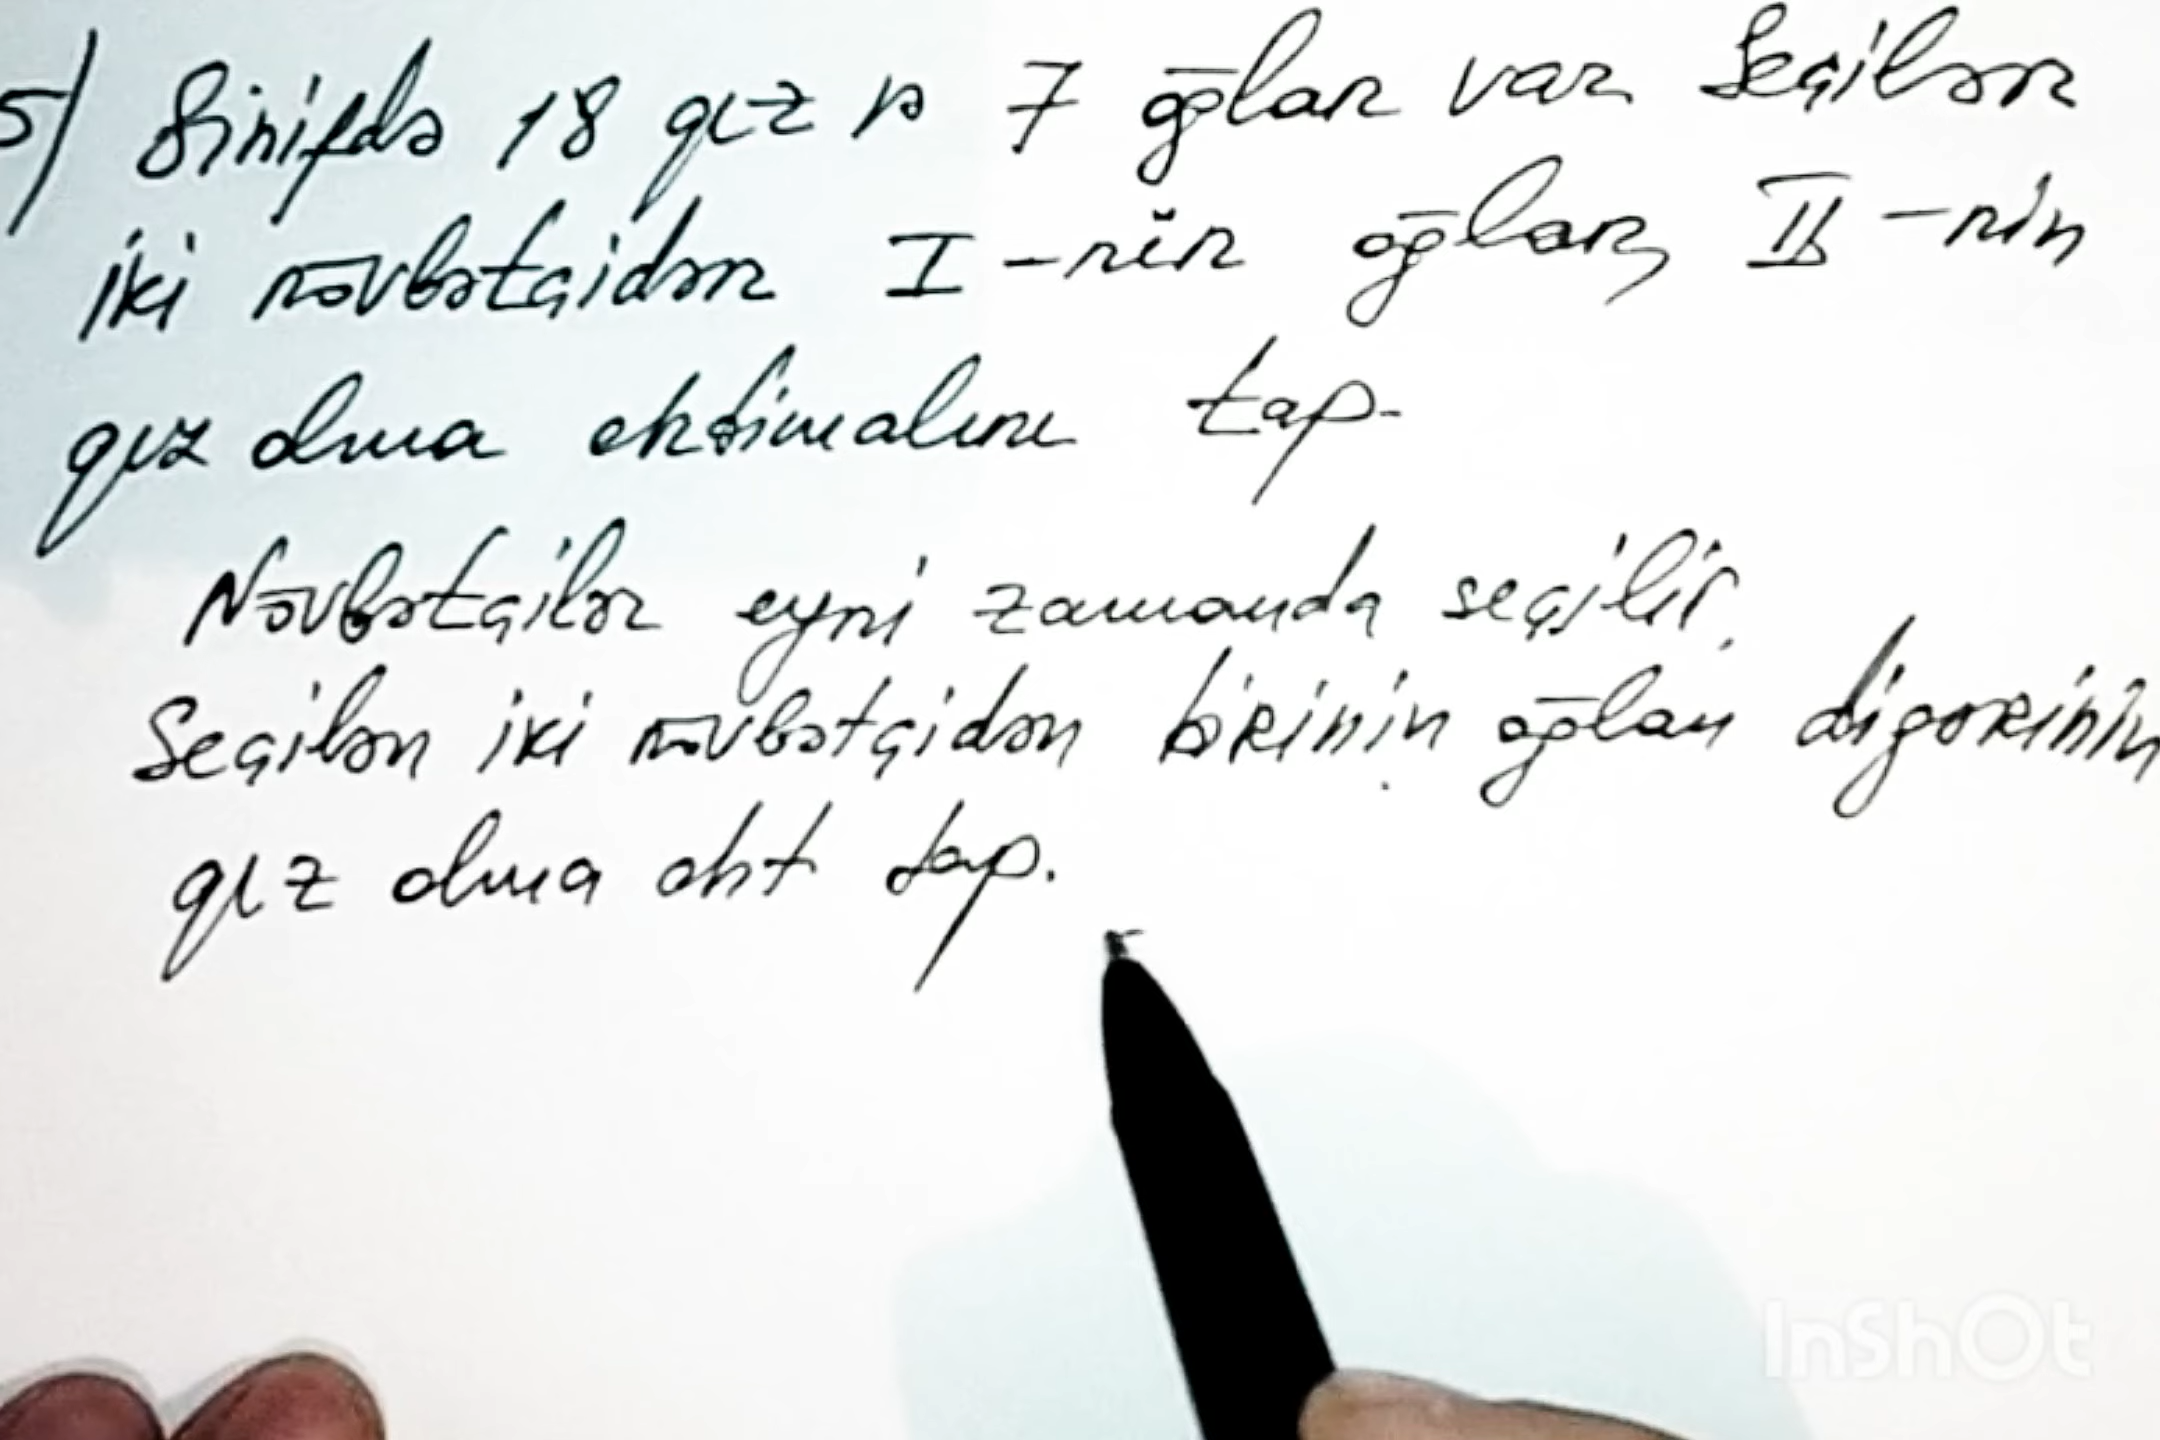 5) Sinifdə 18 qız və 7 oğlan var. Seçilən
iki növbətçidən I-nin oğlan, II-nin
qız olma ehtimalını tap.
Növbətçilər eyni zamanda seçilir.
Seçilən iki növbətçidən birinin oğlan digərinin
qız olma eht tap.
InShOt